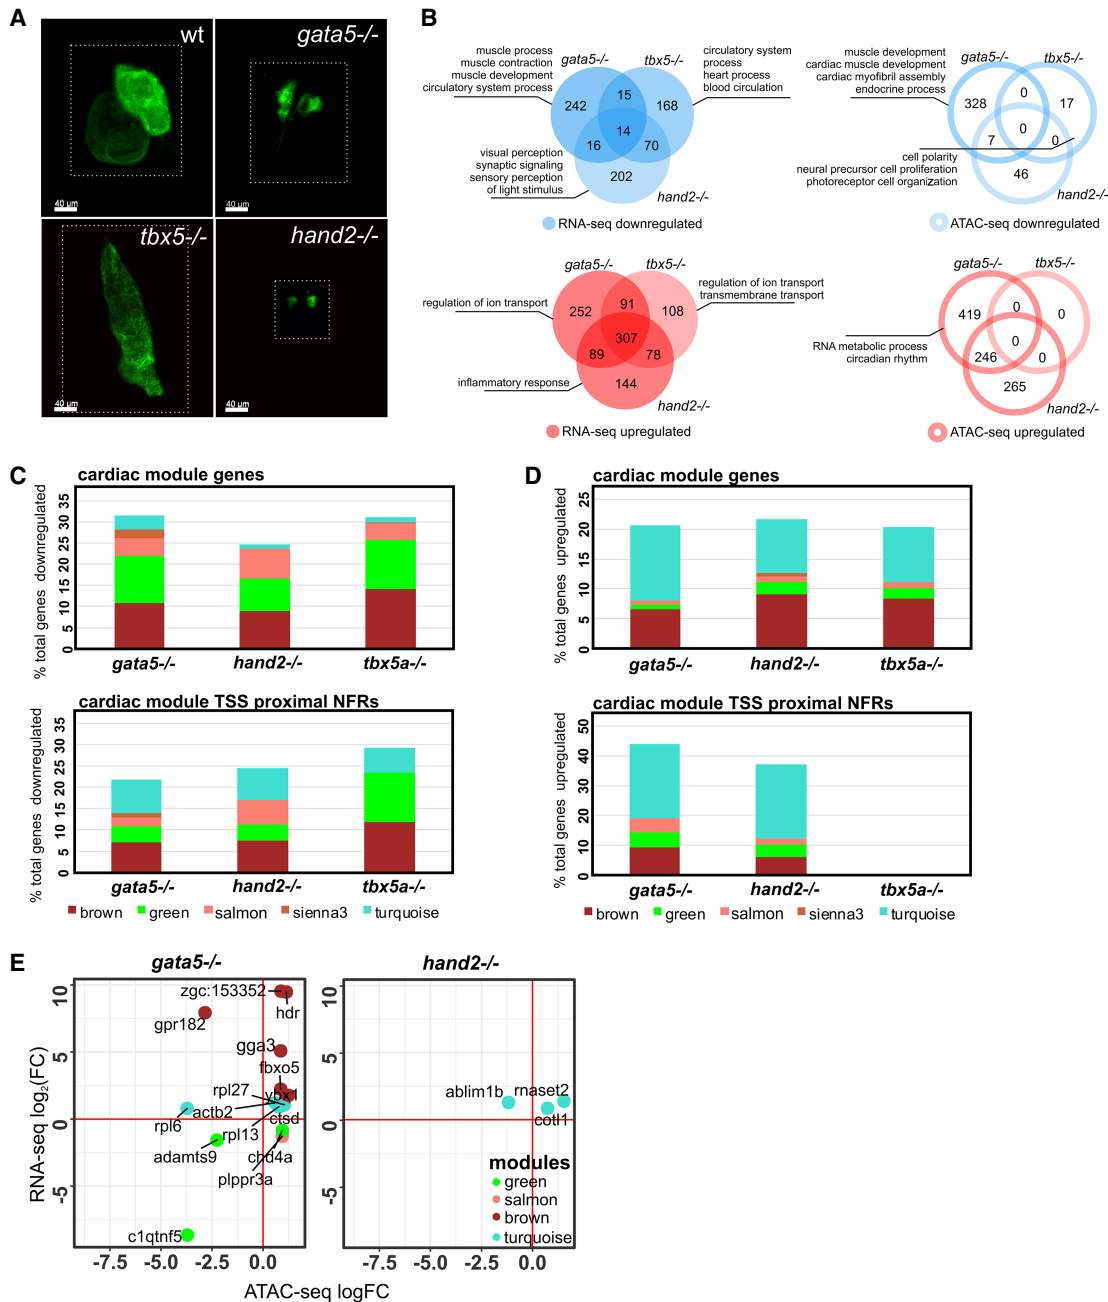 A
wt
gata5-/-
40 µm
40 µm
tbx5-/-
hand2-/-
40 µm
40 µm
B
muscle process
muscle contraction
muscle development
circulatory system process
gata5-/-
tbx5-/-
circulatory system
process
heart process
blood circulation
242
15
168
14
16
70
202
visual perception
synaptic signaling
sensory perception
of light stimulus
hand2-/-
RNA-seq downregulated
muscle development
cardiac muscle development
cardiac myofibril assembly
endocrine process
gata5-/-
tbx5-/-
328
0
17
0
7
0
46
cell polarity
neural precursor cell proliferation
photoreceptor cell organization
hand2-/-
ATAC-seq downregulated
gata5-/-
tbx5-/-
regulation of ion transport
regulation of ion transport
transmembrane transport
252
91
108
307
89
78
144
inflammatory response
hand2-/-
RNA-seq upregulated
gata5-/-
tbx5-/-
419
0
0
0
246
0
265
RNA metabolic process
circadian rhythm
hand2-/-
ATAC-seq upregulated
C
cardiac module genes
% total genes downregulated
35
30
25
20
15
10
5
0
gata5-/-
hand2-/-
tbx5a-/-
cardiac module TSS proximal NFRs
% total genes downregulated
35
30
25
20
15
10
5
0
gata5-/-
hand2-/-
tbx5a-/-
brown
green
salmon
sienna3
turquoise
D
cardiac module genes
% total genes upregulated
25
20
15
10
5
0
gata5-/-
hand2-/-
tbx5a-/-
cardiac module TSS proximal NFRs
% total genes upregulated
50
40
30
20
10
0
gata5-/-
hand2-/-
tbx5a-/-
brown
green
salmon
sienna3
turquoise
E
gata5-/-
RNA-seq log2(FC)
10
5
0
-5
zgc:153352
hdr
gpr182
gga3
fbxo5
rpl27
ybx1
actb2
rpl6
rpl13
ctsd
adamts9
chd4a
plppr3a
c1qtnf5
-7.5
-5.0
-2.5
0.0
hand2-/-
10
5
0
-5
ablim1b
rnaset2
cotl1
modules
green
salmon
brown
turquoise
-7.5
-5.0
-2.5
0.0
ATAC-seq logFC